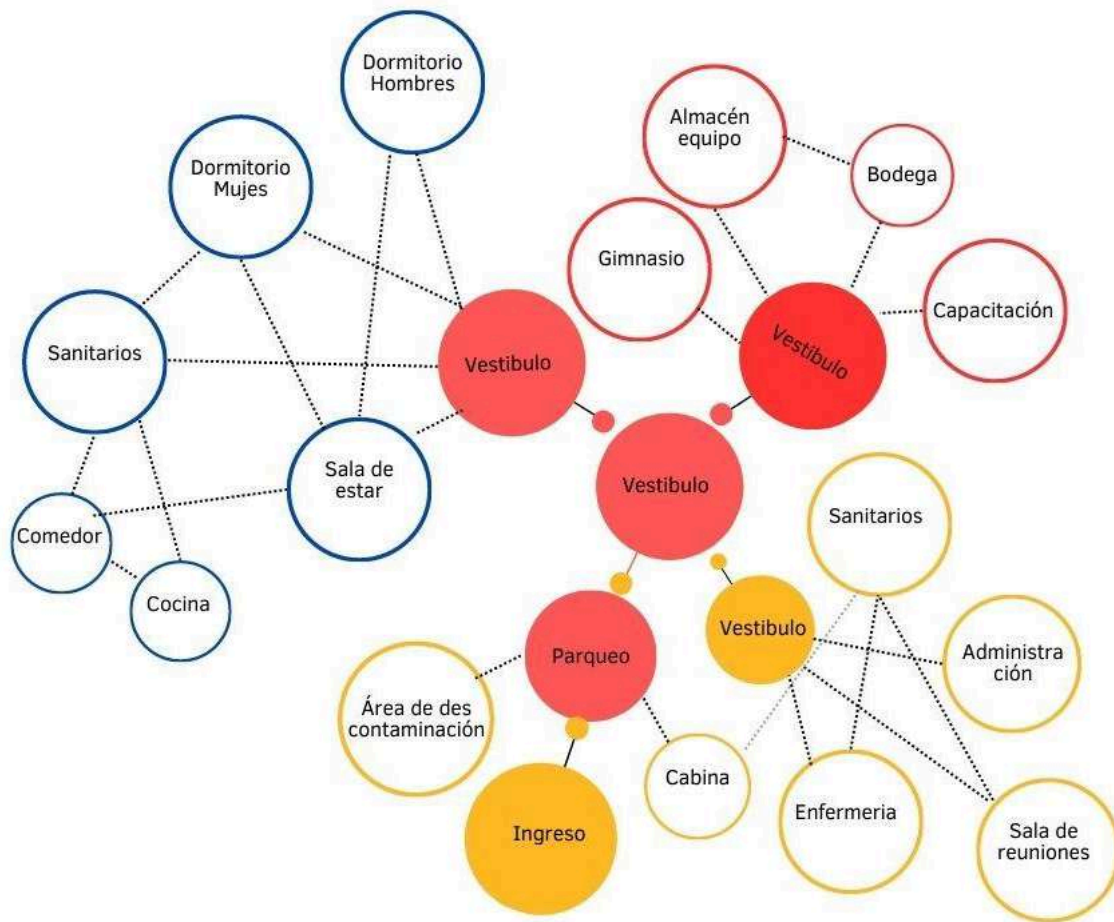 Dormitorio
Hombres
Dormitorio
Mujes
Almacén
equipo
Bodega
Gimnasio
Capacitación
Sanitarios
Vestibulo
Vestibulo
Sala de
estar
Vestibulo
Sanitarios
Comedor
Cocina
Vestibulo
Parqueo
Administra
ción
Área de des
contaminación
Cabina
Enfermeria
Ingreso
Sala de
reuniones